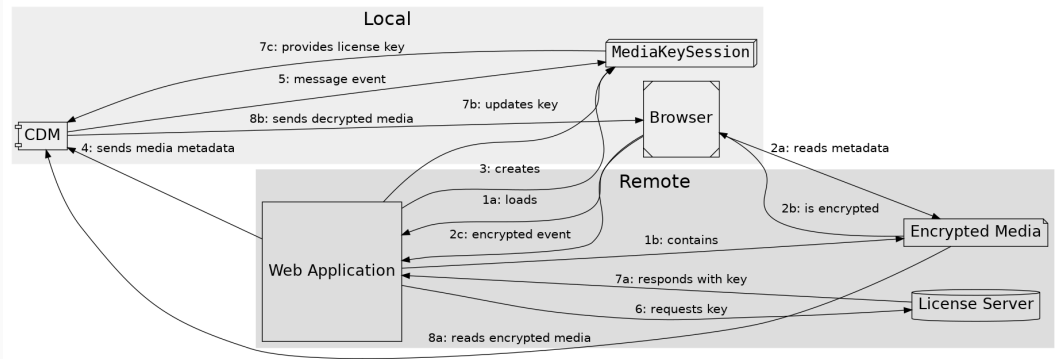 Local
7c: provides license key
MediaKeySession
5: message event
7b: updates key
8b: sends decrypted media
Browser
CDM
4: sends media metadata
2a: reads metadata
3: creates
Remote
1a: loads
2b: is encrypted
2c: encrypted event
1b: contains
Encrypted Media
Web Application
7a: responds with key
License Server
6: requests key
8a: reads encrypted media